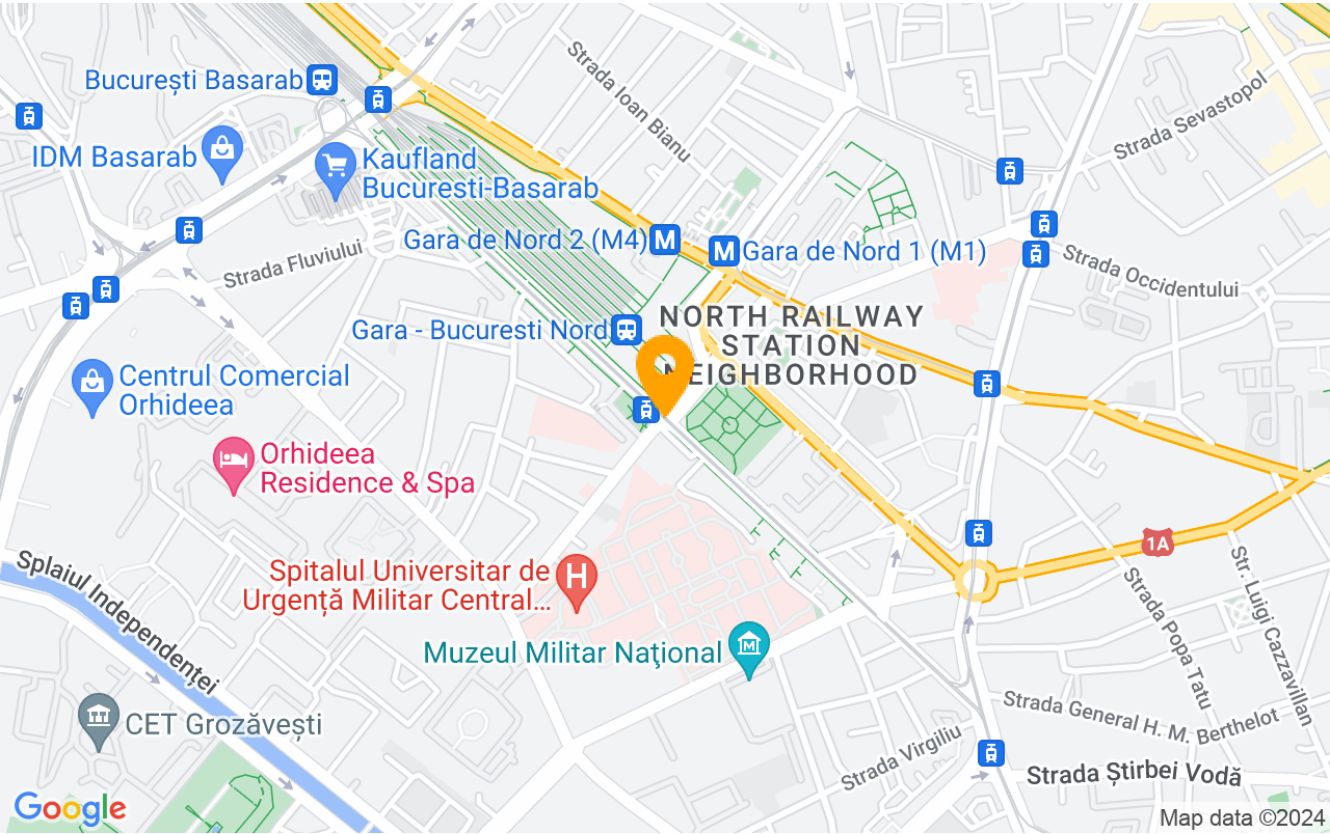 București Basarab
Strada Ioan Bianu
Strada Sevastopol
IDM Basarab
Kaufland
Bucuresti-Basarab
Gara de Nord 2 (M4)
M
M
Gara de Nord 1 (M1)
Strada Fluviului
Strada Occidentului
Gara - Bucuresti Nord
NORTH RAILWAY
STATION
NEIGHBORHOOD
Centrul Comercial
Orhideea
Orhideea
Residence & Spa
1A
Splaiul Independenței
Spitalul Universitar de
Urgență Militar Central...
H
Str. Luigi Cazzavillan
Strada Popa Tatu
Muzeul Militar Naţional
M
CET Grozăvești
Strada General H. M. Berthelot
Strada Virgiliu
Strada Știrbei Vodă
Google
Map data ©2024